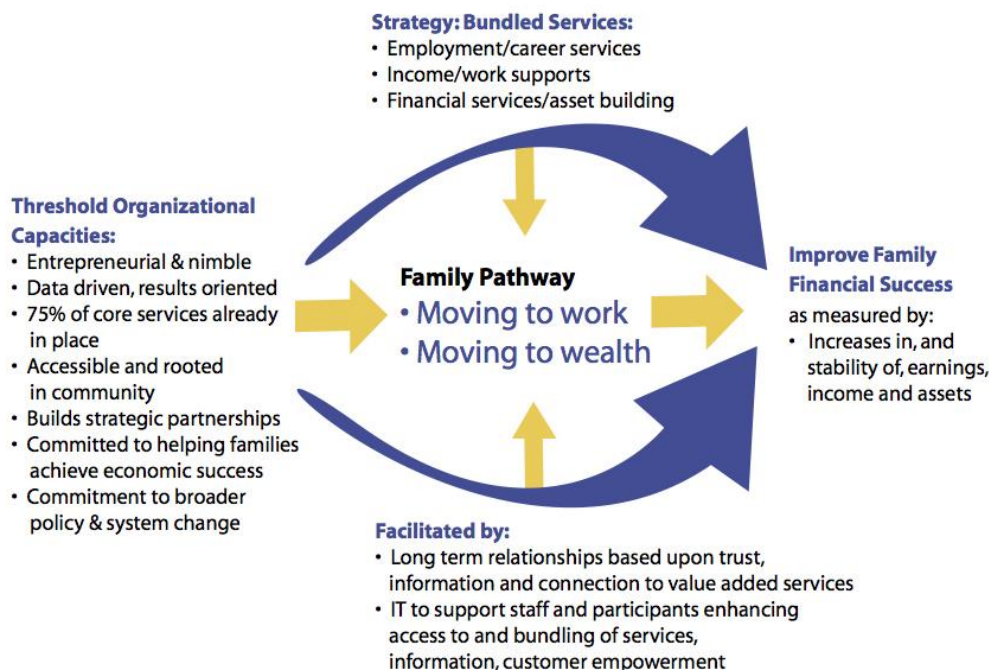 Strategy: Bundled Services:
• Employment/career services
• Income/work supports
• Financial services/asset building
Threshold Organizational
Capacities:
• Entrepreneurial & nimble
• Data driven, results oriented
• 75% of core services already
in place
• Accessible and rooted
in community
• Builds strategic partnerships
• Committed to helping families
achieve economic success
• Commitment to broader
policy & system change
Family Pathway
• Moving to work
• Moving to wealth
Improve Family
Financial Success
as measured by:
• Increases in, and
stability of, earnings,
income and assets
Facilitated by:
• Long term relationships based upon trust,
information and connection to value added services
• IT to support staff and participants enhancing
access to and bundling of services,
information, customer empowerment